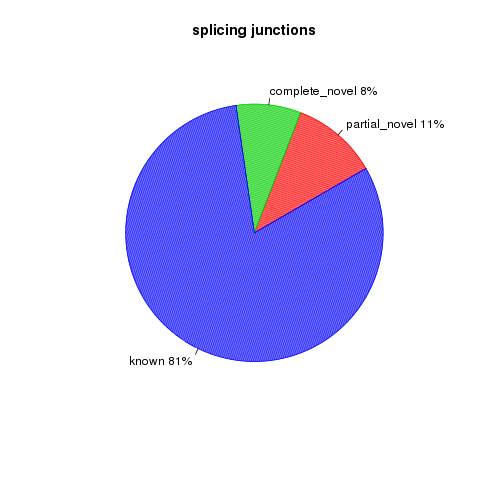 splicing junctions
complete_novel 8%
partial_novel 11%
known 81%